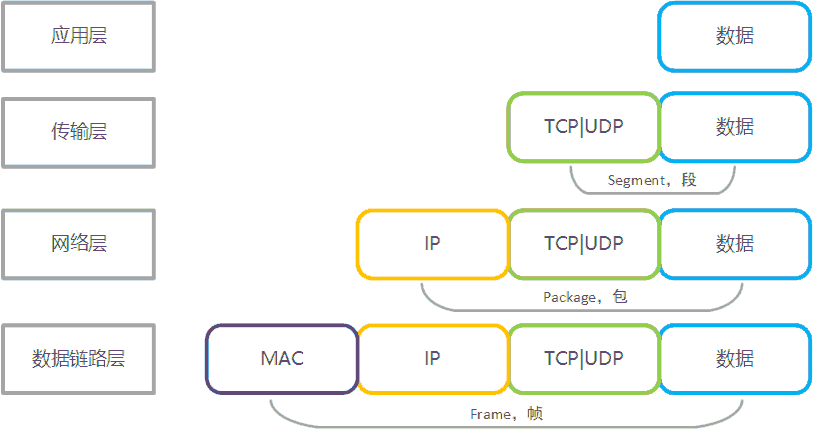 应用层 数据
传输层 TCP|UDP 数据
Segment，段
网络层 IP TCP|UDP 数据
Package，包
数据链路层 MAC IP TCP|UDP 数据
Frame，帧